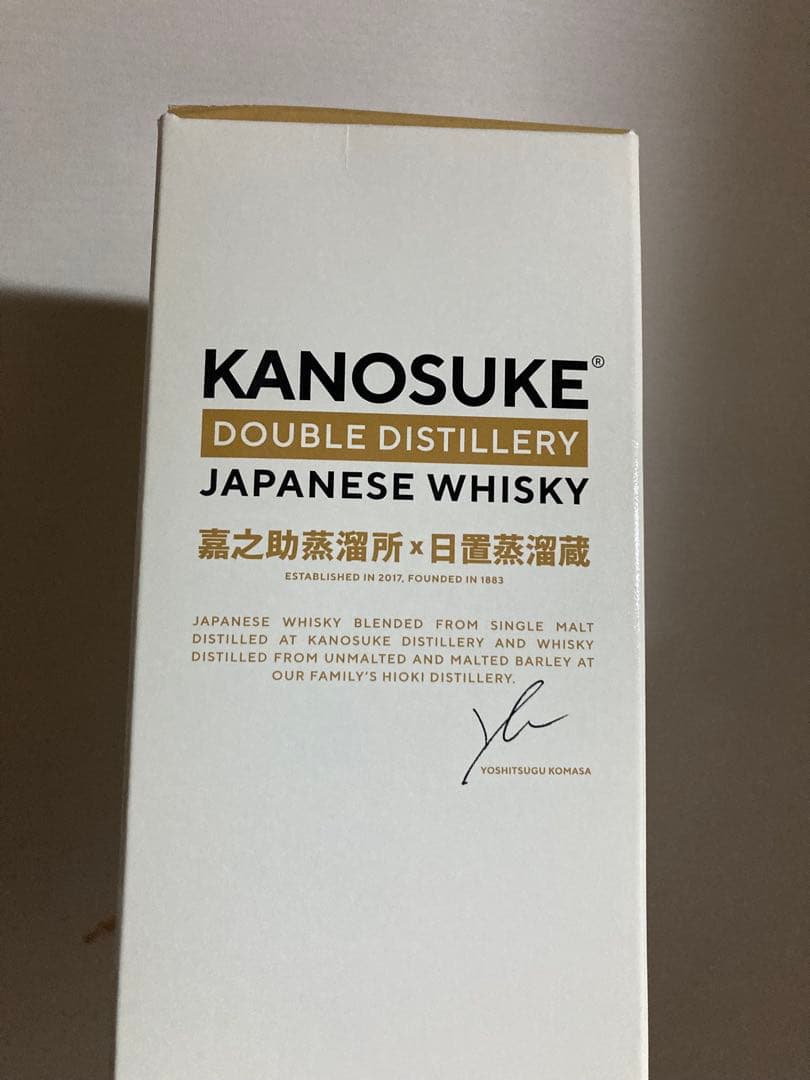 KANOSUKE®
DOUBLE DISTILLERY
JAPANESE WHISKY
嘉之助蒸溜所 x 日置蒸溜蔵
ESTABLISHED IN 2017, FOUNDED IN 1883
JAPANESE WHISKY BLENDED FROM SINGLE MALT
DISTILLED AT KANOSUKE DISTILLERY AND WHISKY
DISTILLED FROM UNMALTED AND MALTED BARLEY AT
OUR FAMILY'S HIOKI DISTILLERY.
YOSHITSUGU KOMASA